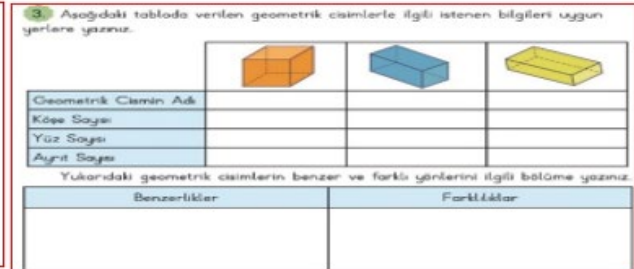 3. Aşağıdaki tabloda verilen geometrik cisimlerle ilgili istenen bilgileri uygun
yerlere yazınız.
Geometrik Cismin Adı
Köşe Sayısı
Yüz Sayısı
Ayrıt Sayısı
Yukarıdaki geometrik cisimlerin benzer ve farklı yönlerini ilgili bölüme yazınız.
Benzerlikler Farklılıklar